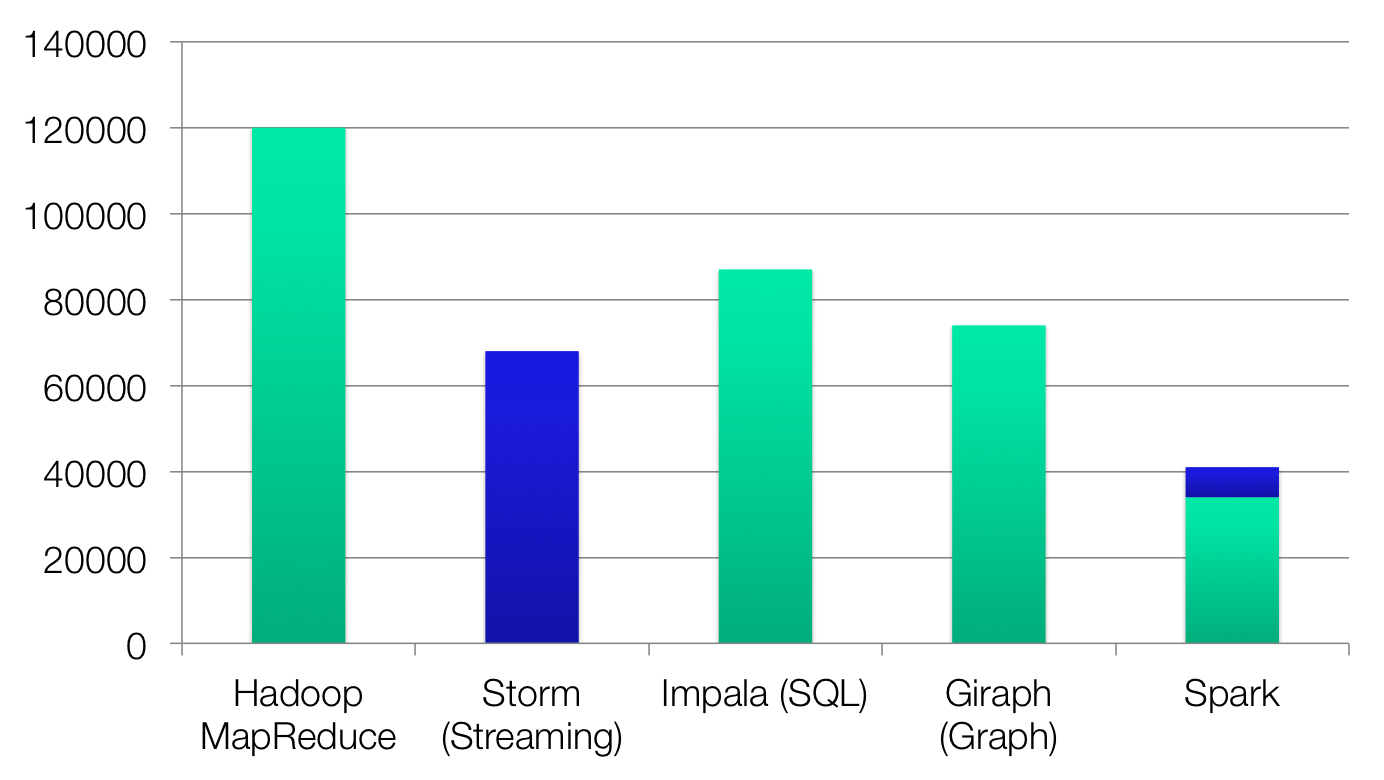 140000
120000
100000
80000
60000
40000
20000
0
Hadoop
MapReduce
Storm
(Streaming)
Impala (SQL)
Giraph
(Graph)
Spark